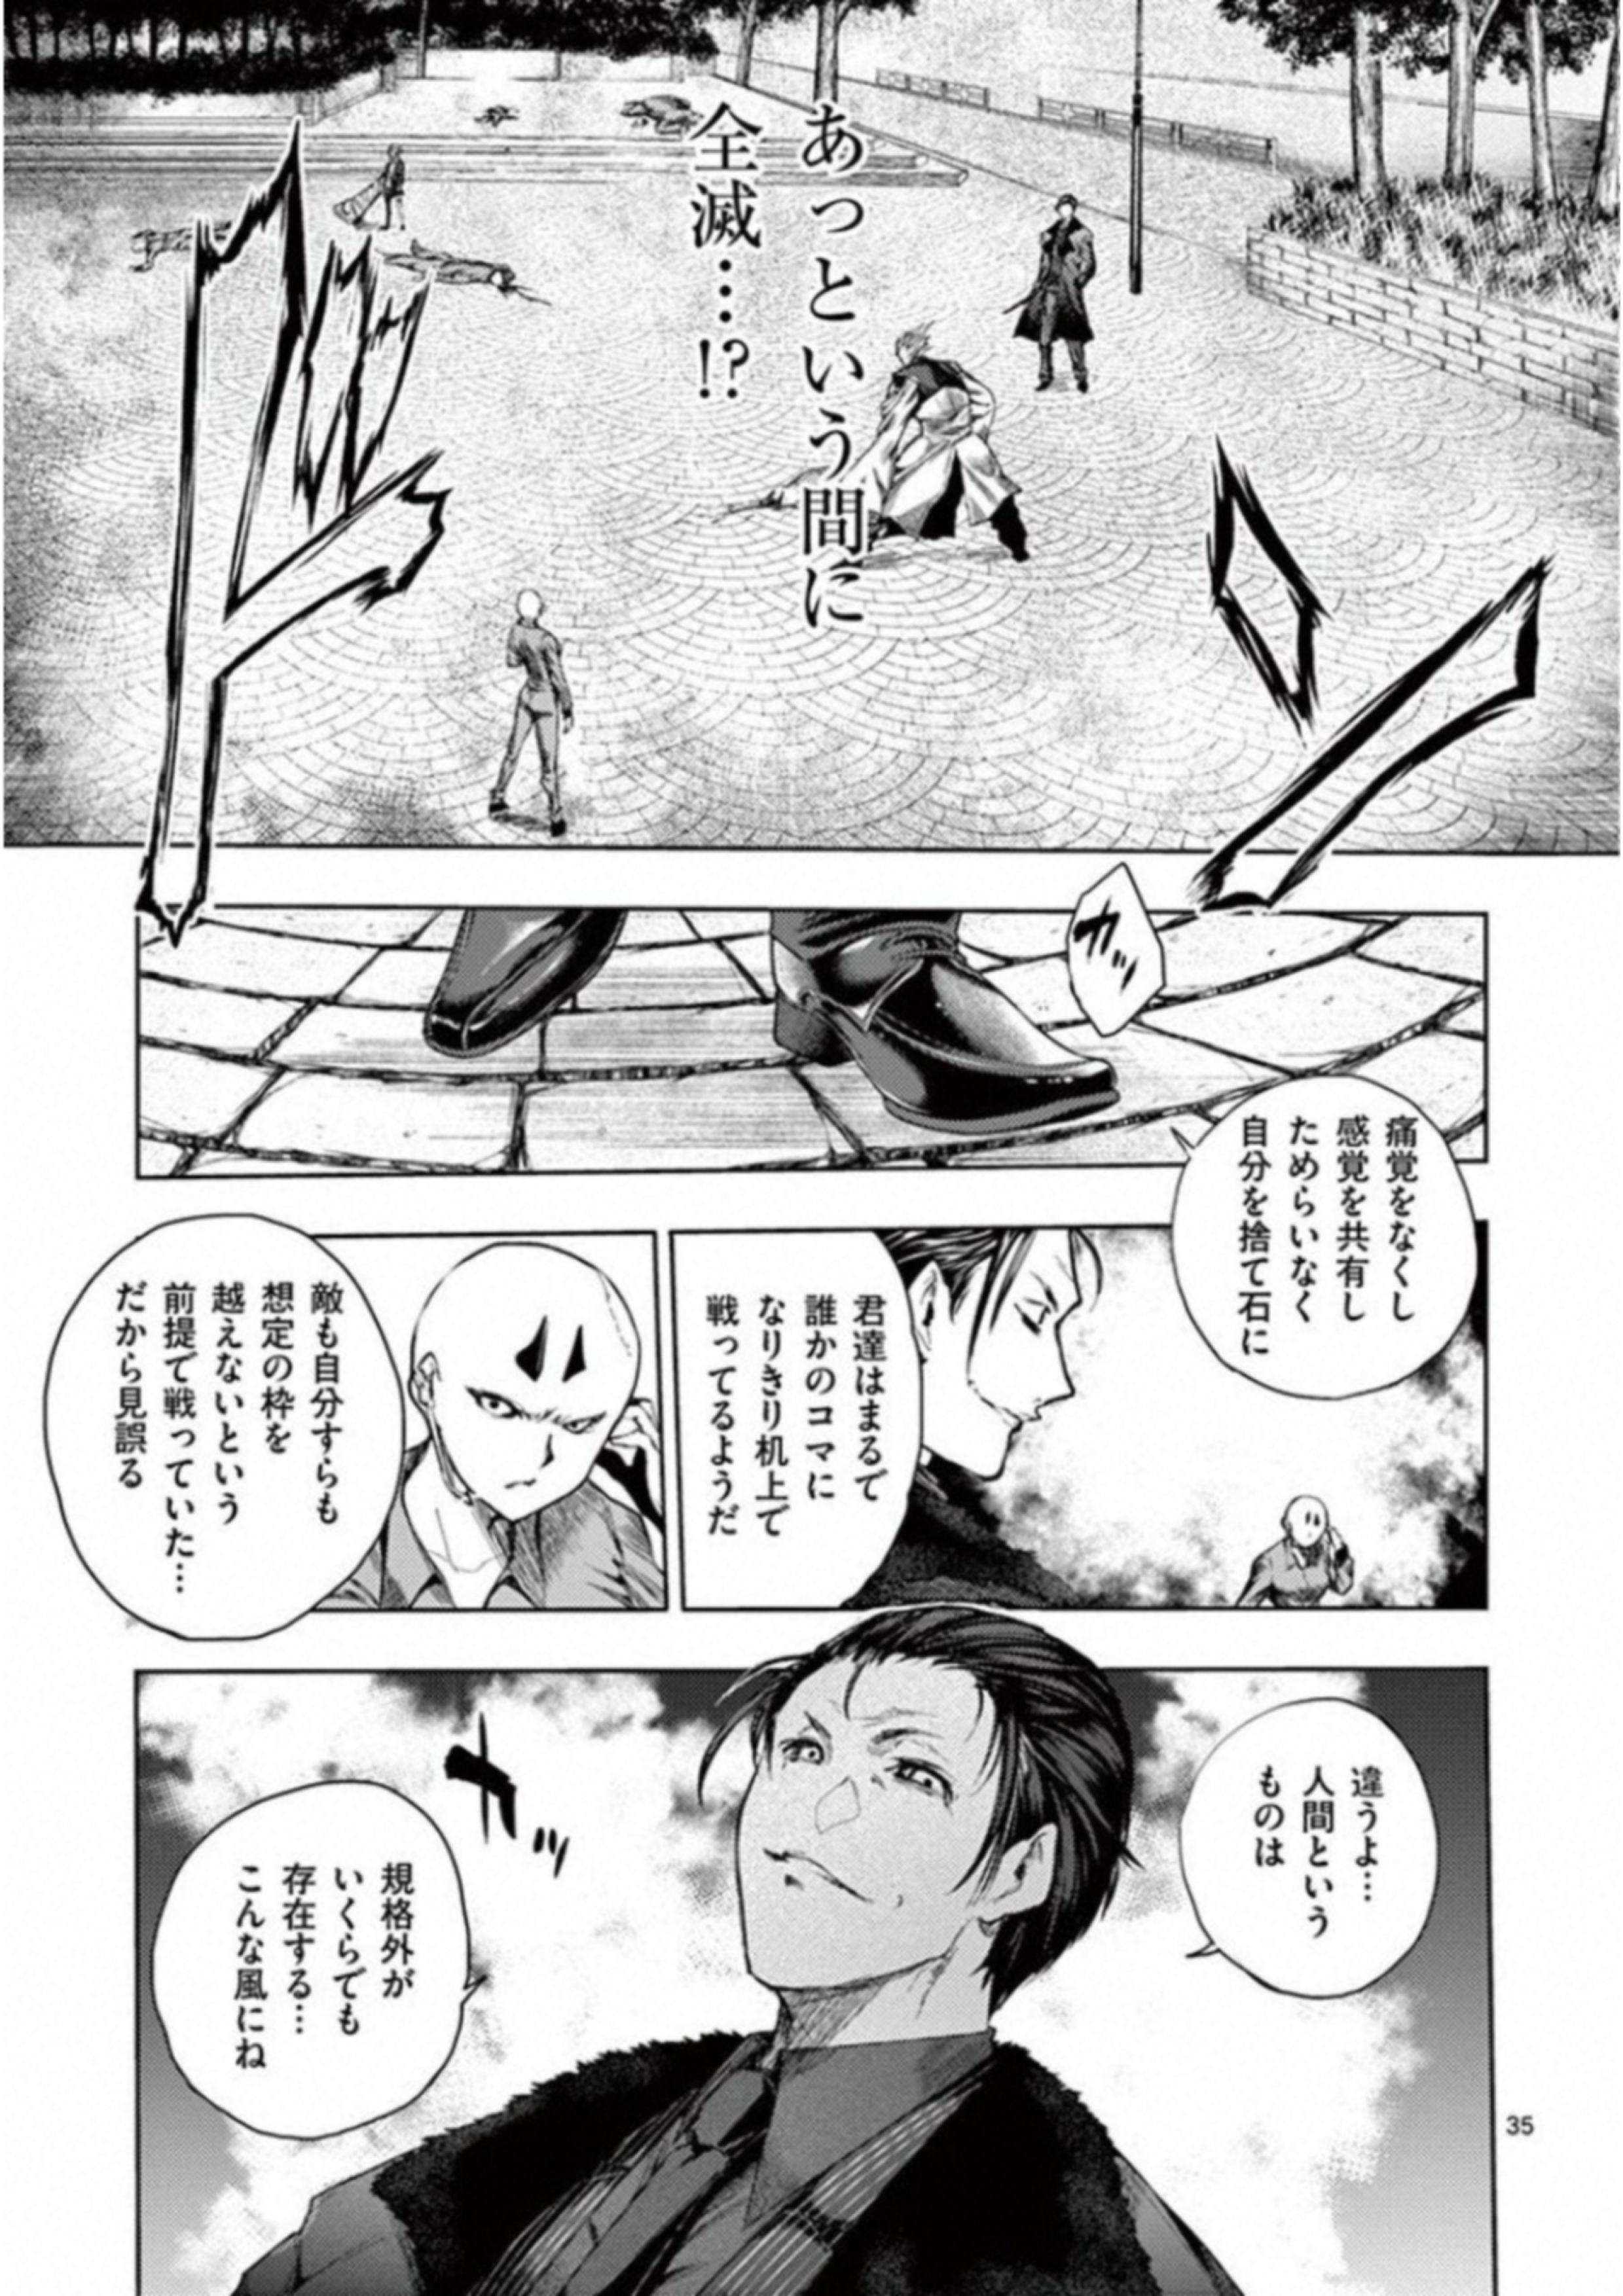 あっという間に
全滅…!?
ドンッ
カッ
痛覚をなくし
感覚を共有し
ためらいなく
自分を捨て石に
君達はまるで
誰かのコマに
なりきり机上で
戦ってるようだ
敵も自分すらも
想定の枠を
越えないという
前提で戦っていた…
だから見誤る
違うよ…
人間という
ものは
規格外が
いくらでも
存在する…
こんな風にね
35